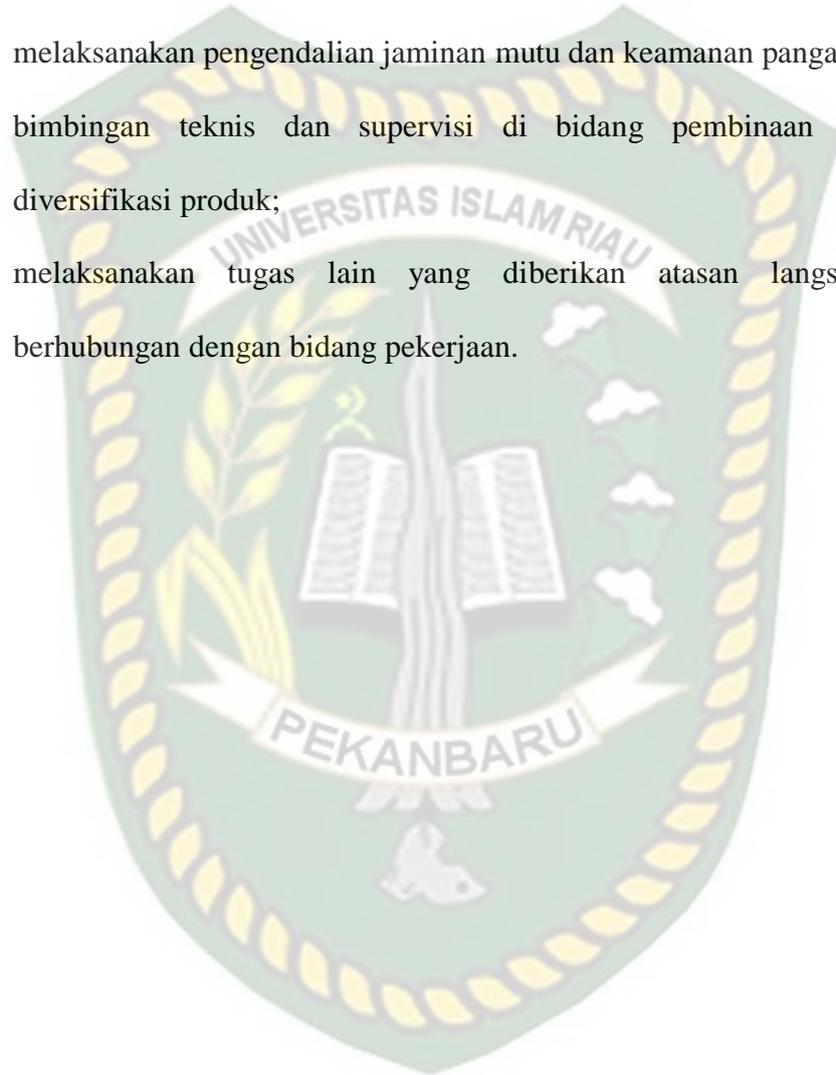 melaksanakan pengendalian jaminan mutu dan keamanan panga
bimbingan teknis dan supervisi di bidang pembinaan
diversifikasi produk;
UNIVERSITAS ISLAM RIAU
melaksanakan tugas lain yang diberikan atasan langs
berhubungan dengan bidang pekerjaan.
PEKANBARU